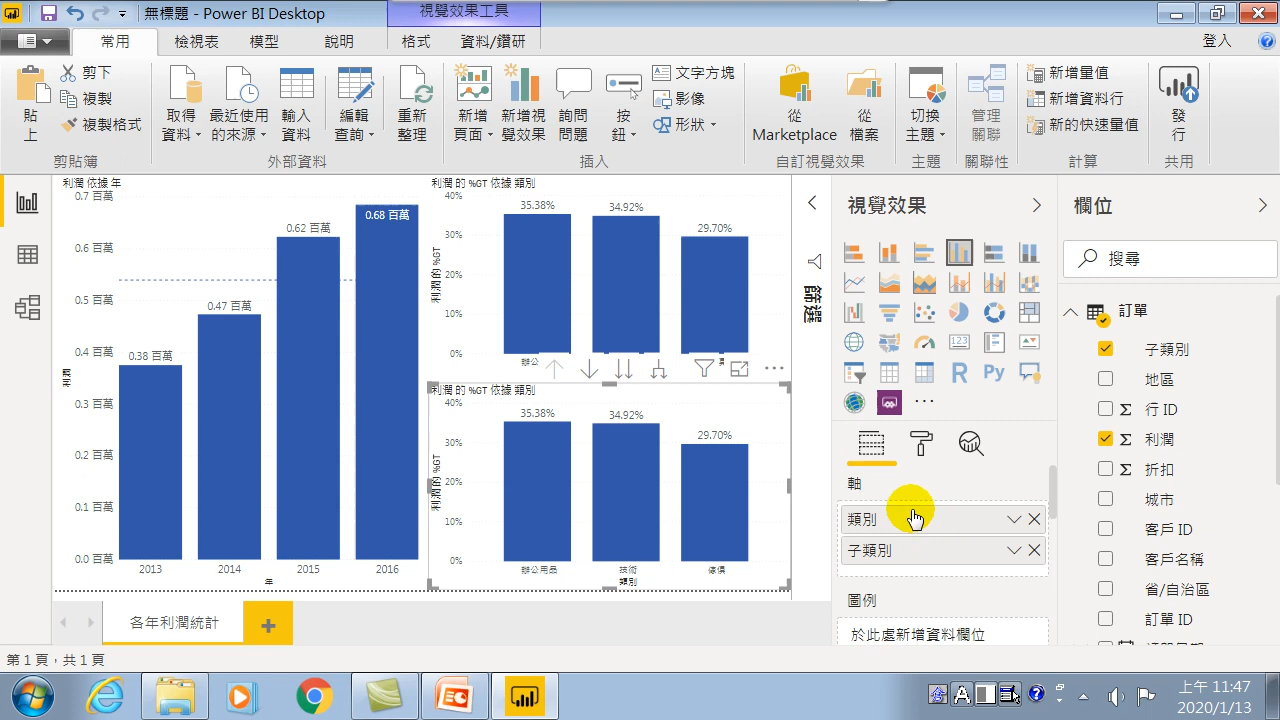 無標題 - Power BI Desktop
視覺效果工具
常用
檢視表
模型
說明
格式
資料/鑽研
登入
貼上
剪下
複製
複製格式
剪貼簿
取得資料
最近使用的來源
輸入資料
編輯查詢
外部資料
重新整理
新增頁面
新增視覺效果
詢問問題
按鈕
文字方塊
影像
形狀
插入
從 Marketplace
從檔案
自訂視覺效果
切換主題
主題
管理關聯
關聯性
新增量值
新增資料行
新的快速量值
計算
發行
共用
利潤 依據 年
0.7 百萬
0.6 百萬
0.5 百萬
0.4 百萬
0.3 百萬
0.2 百萬
0.1 百萬
0.0 百萬
利潤
0.38 百萬
0.47 百萬
0.62 百萬
0.68 百萬
2013
2014
2015
2016
年
利潤 的 %GT 依據 類別
40%
30%
20%
10%
利潤 的 %GT
35.38%
34.92%
29.70%
辦公
利潤 的 %GT 依據 類別
40%
30%
20%
10%
0%
利潤 的 %GT
35.38%
34.92%
29.70%
辦公用品
技術
傢俱
類別
篩選
視覺效果
123
R
Py
軸
類別
子類別
圖例
於此處新增資料欄位
欄位
搜尋
訂單
子類別
地區
Σ 行 ID
Σ 利潤
Σ 折扣
城市
客戶 ID
客戶名稱
省/自治區
訂單 ID
各年利潤統計
第 1 頁，共 1 頁
上午 11:47
2020/1/13